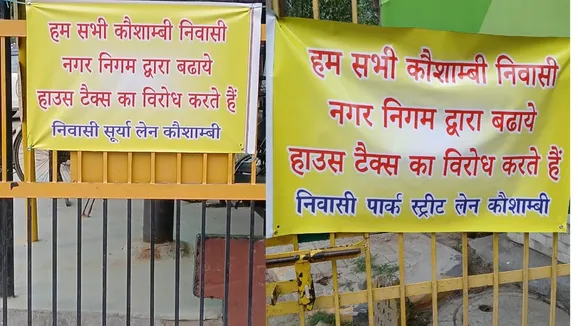 हम सभी कौशाम्बी निवासी
नगर निगम द्वारा बढाये
हाउस टैक्स का विरोध करते हैं
निवासी सूर्या लेन कौशाम्बी
हम सभी कौशाम्बी निवासी
नगर निगम द्वारा बढाये
हाउस टैक्स का विरोध करते हैं
निवासी पार्क स्ट्रीट लेन कौशाम्बी